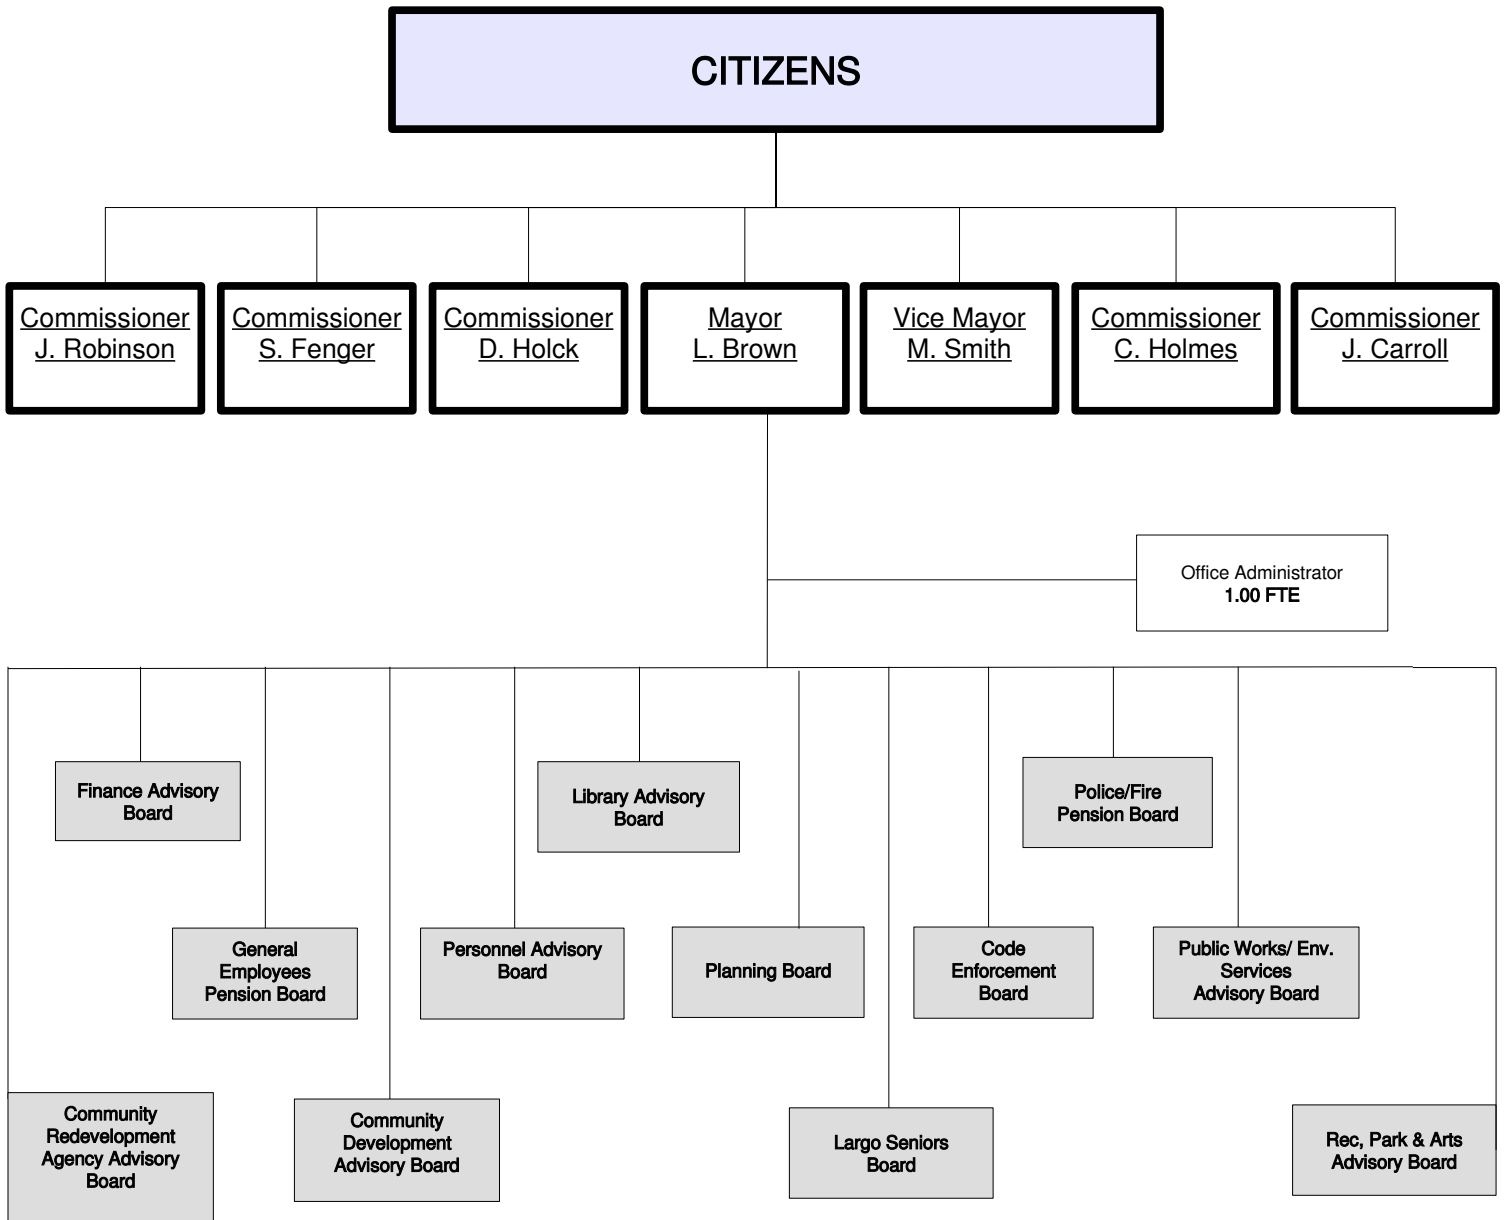 CITIZENS
Commissioner
J. Robinson
Commissioner
S. Fenger
Commissioner
D. Holck
Mayor
L. Brown
Vice Mayor
M. Smith
Commissioner
C. Holmes
Commissioner
J. Carroll
Office Administrator
1.00 FTE
Finance Advisory
Board
Library Advisory
Board
Police/Fire
Pension Board
General
Employees
Pension Board
Personnel Advisory
Board
Planning Board
Code
Enforcement
Board
Public Works/ Env.
Services
Advisory Board
Community
Redevelopment
Agency Advisory
Board
Community
Development
Advisory Board
Largo Seniors
Board
Rec, Park & Arts
Advisory Board